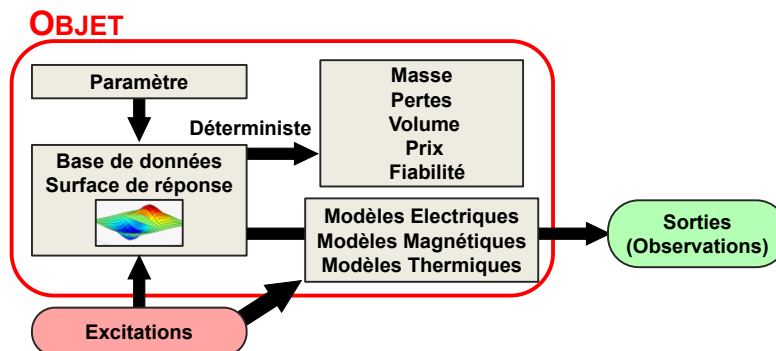 OBJET
Paramètre
Masse
Pertes
Volume
Prix
Fiabilité
Déterministe
Base de données
Surface de réponse
Modèles Electriques
Modèles Magnétiques
Modèles Thermiques
Sorties
(Observations)
Excitations